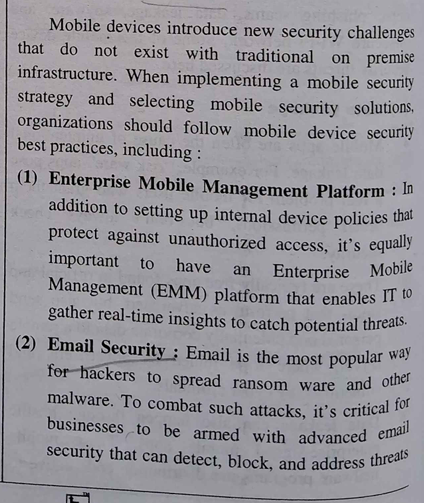 Mobile devices introduce new security challenges
that do not exist with traditional on premise
infrastructure. When implementing a mobile security
strategy and selecting mobile security solutions,
organizations should follow mobile device security
best practices, including :
(1) Enterprise Mobile Management Platform : In
addition to setting up internal device policies that
protect against unauthorized access, it's equally
important to have an Enterprise Mobile
Management (EMM) platform that enables IT to
gather real-time insights to catch potential threats.
(2) Email Security : Email is the most popular way
for hackers to spread ransom ware and other
malware. To combat such attacks, it's critical for
businesses to be armed with advanced email
security that can detect, block, and address threats